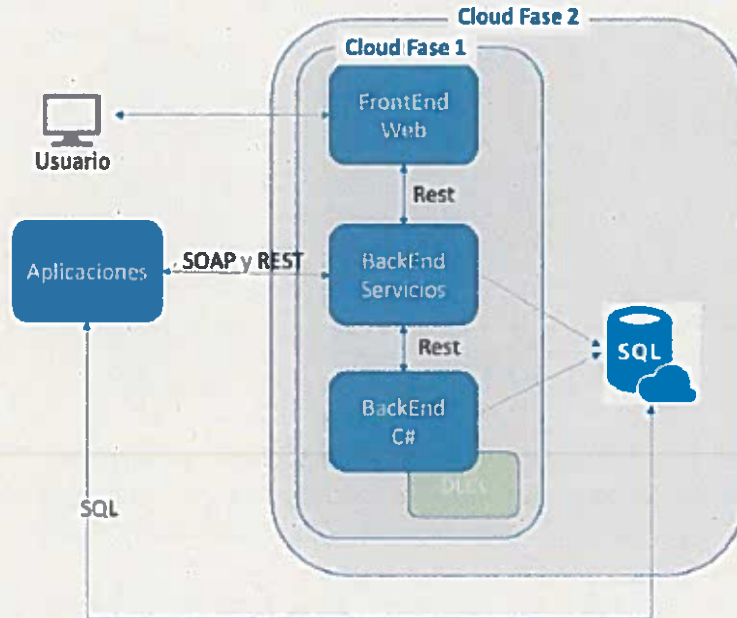 Cloud Fase 2
Cloud Fase 1
FrontEnd
Web
Usuario
Rest
Aplicaciones
SOAP y REST
BackEnd
Servicios
SQL
Rest
BackEnd
C#
SQL